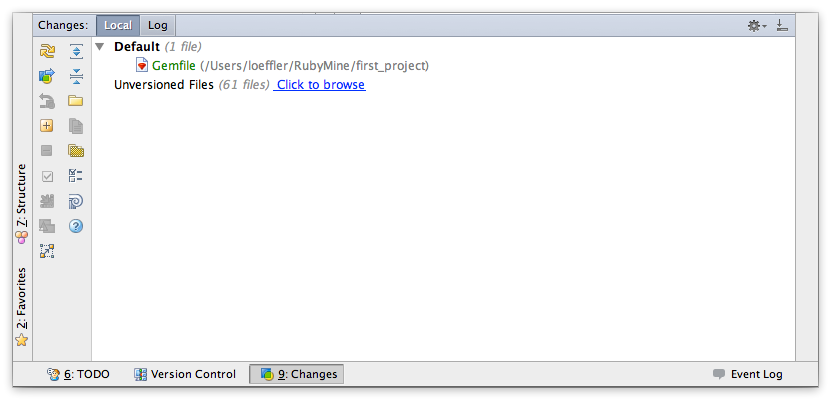 Changes: Local Log
Default (1 file)
Gemfile (/Users/loeffler/RubyMine/first_project)
Unversioned Files (61 files) Click to browse
7: Structure
2: Favorites
6: TODO Version Control 9: Changes Event Log